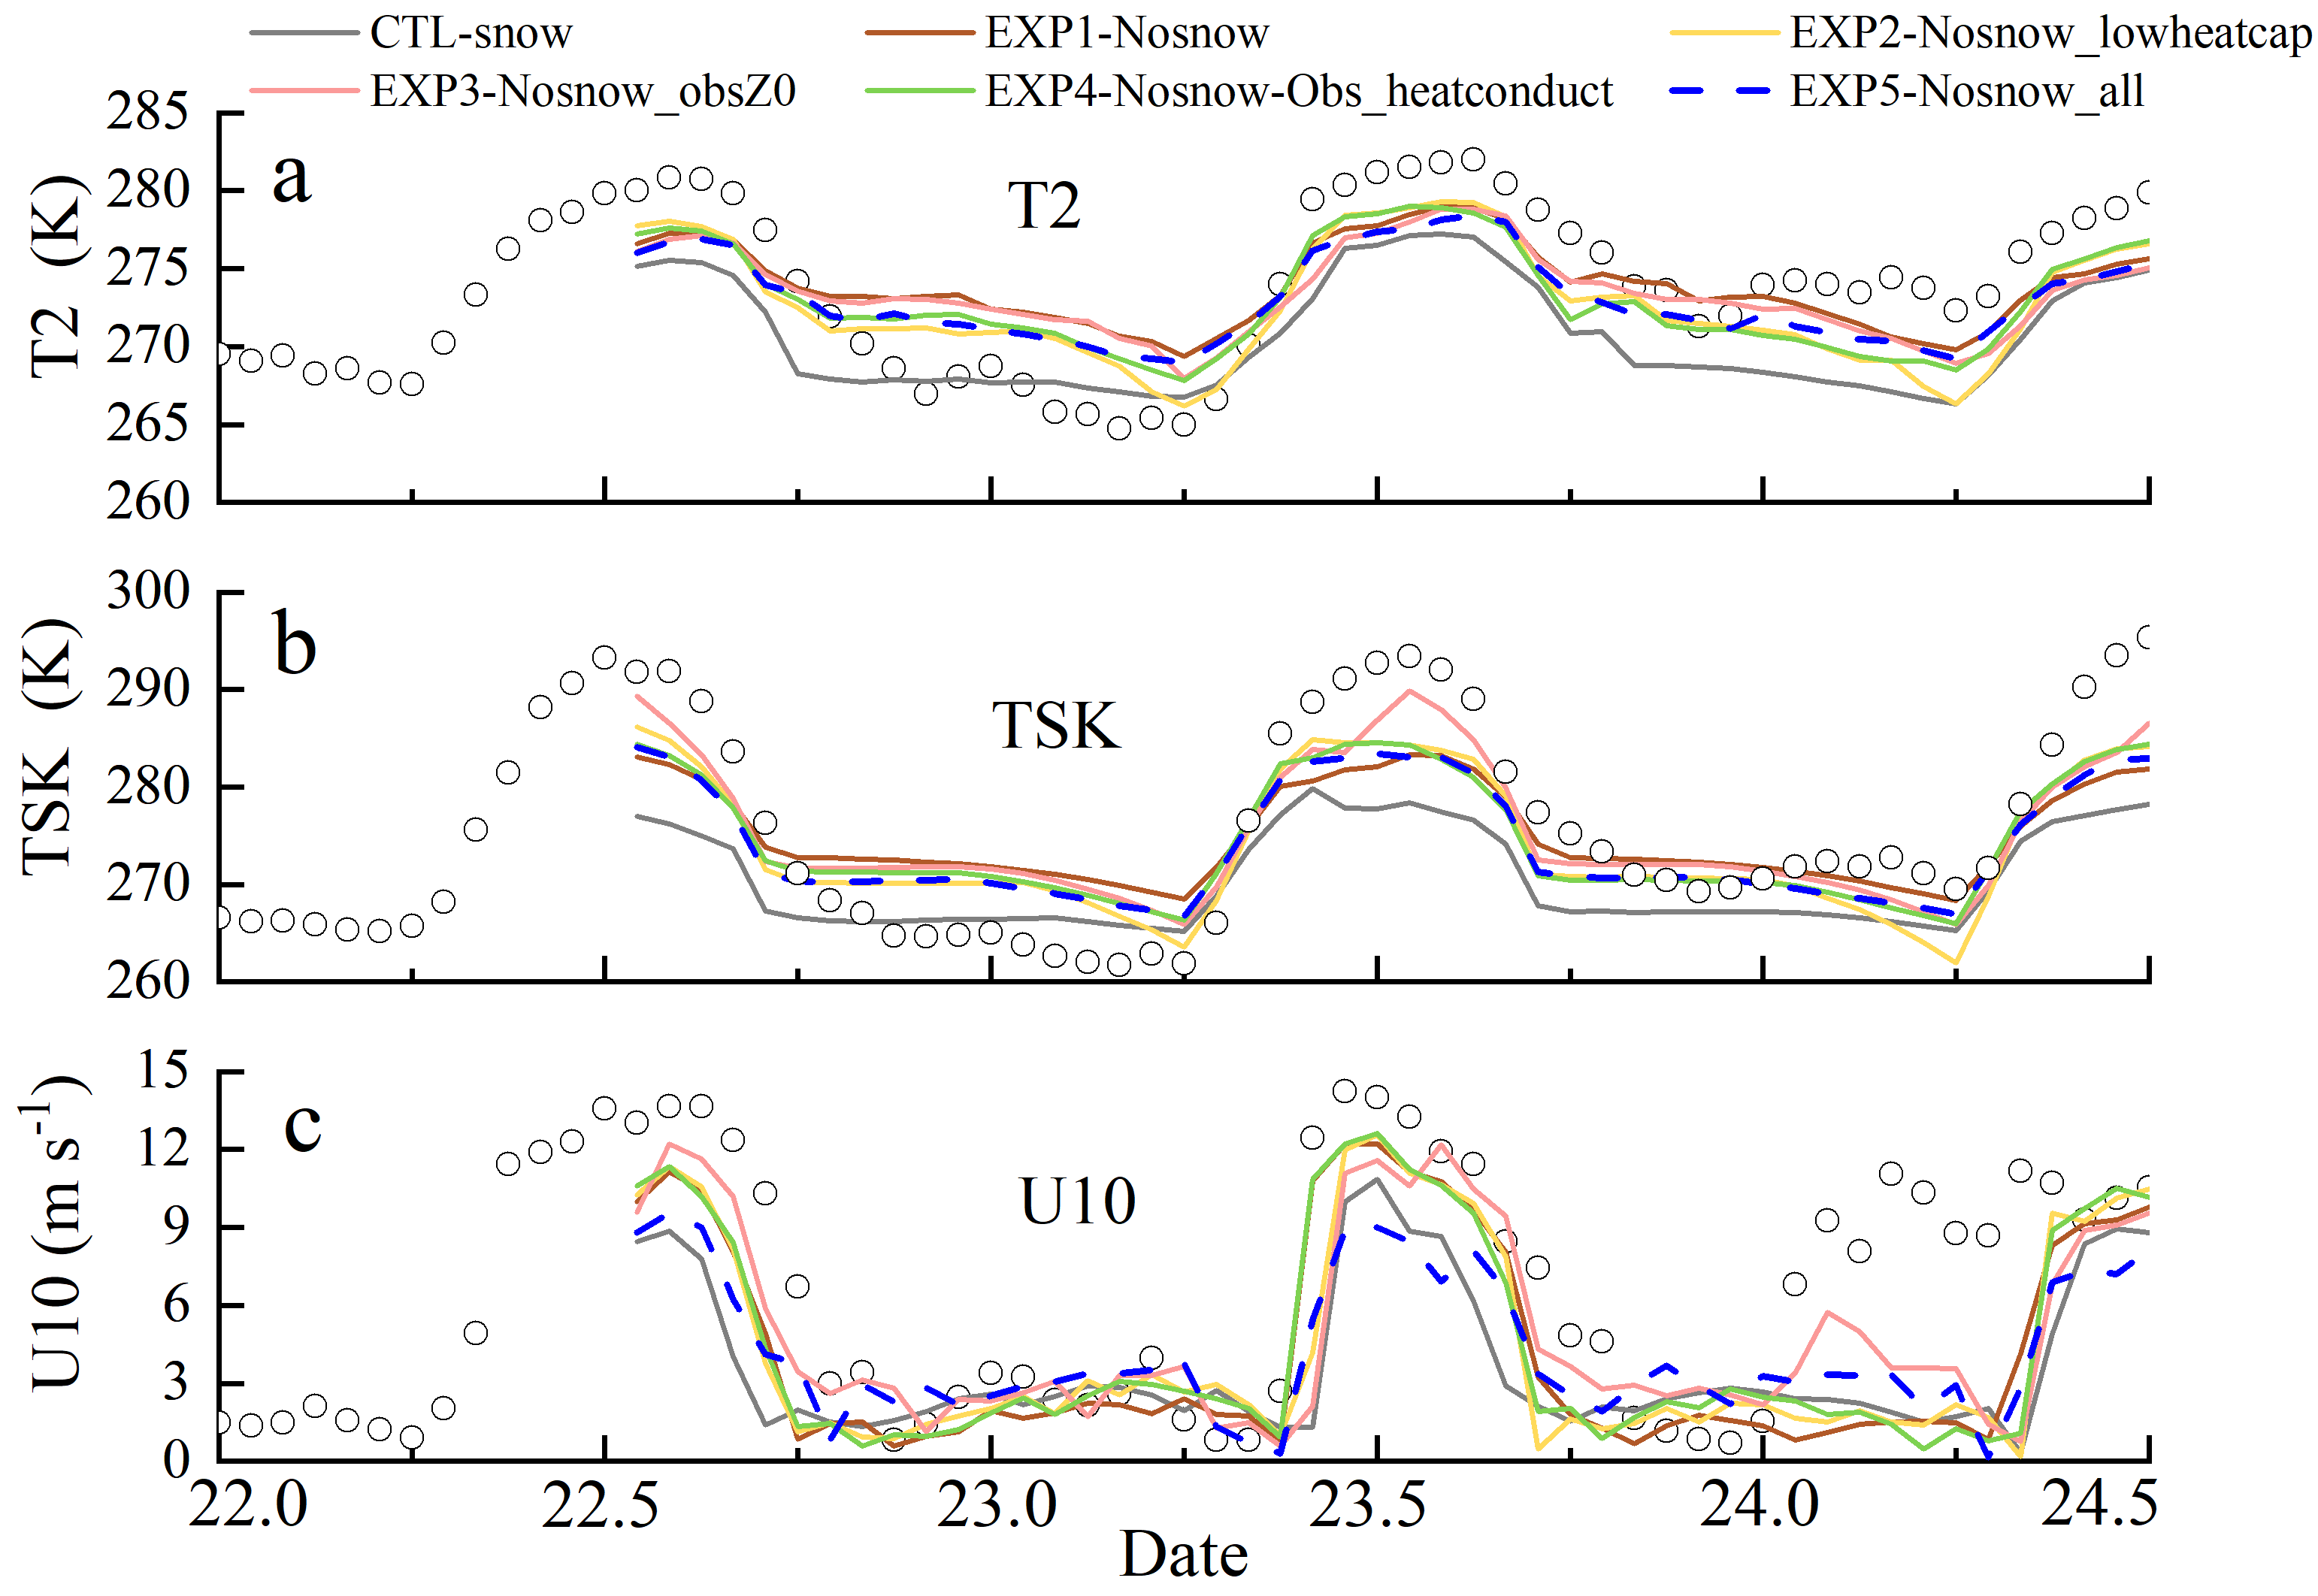 CTL-snow EXP1-Nosnow EXP2-Nosnow_lowheatcap
EXP3-Nosnow_obsZ0 EXP4-Nosnow-Obs_heatconduct EXP5-Nosnow_all
285
280
275
270
265
260
T2 (K)
a
T2
300
290
280
270
260
TSK (K)
b
TSK
15
12
9
6
3
0
U10 (m s-1)
c
U10
22.0 22.5 23.0 23.5 24.0 24.5
Date